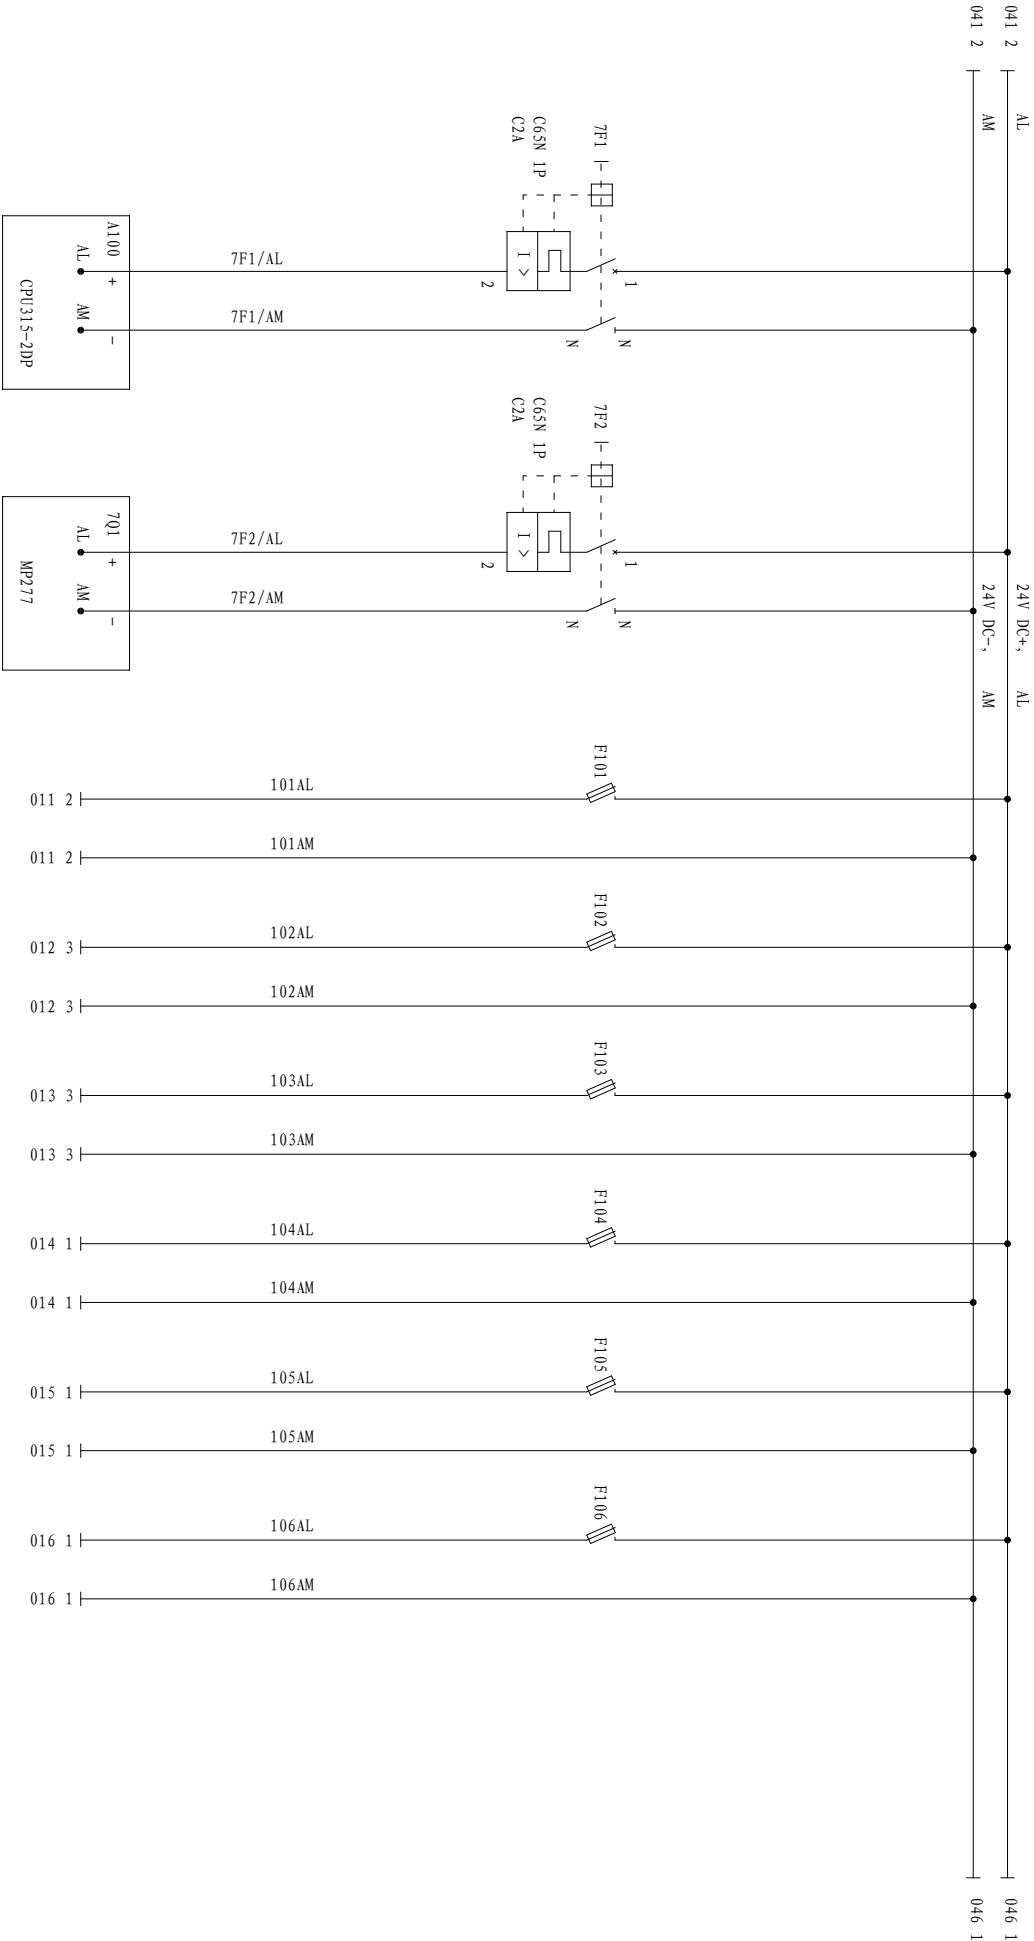 041 2
041 2
AL
AM
7F1
C65N 1P
C2A
1
2
N
N
7F1/AL
7F1/AM
A100
+
-
AL
AM
CPU315-2DP
7F2
C65N 1P
C2A
1
2
N
N
7F2/AL
7F2/AM
7Q1
+
-
AL
AM
MP277
I >
I >
24V DC+, AL
24V DC-, AM
F101
101AL
011 2
101AM
011 2
F102
102AL
012 3
102AM
012 3
F103
103AL
013 3
103AM
013 3
F104
104AL
014 1
104AM
014 1
F105
105AL
015 1
105AM
015 1
F106
106AL
016 1
106AM
016 1
046 1
046 1